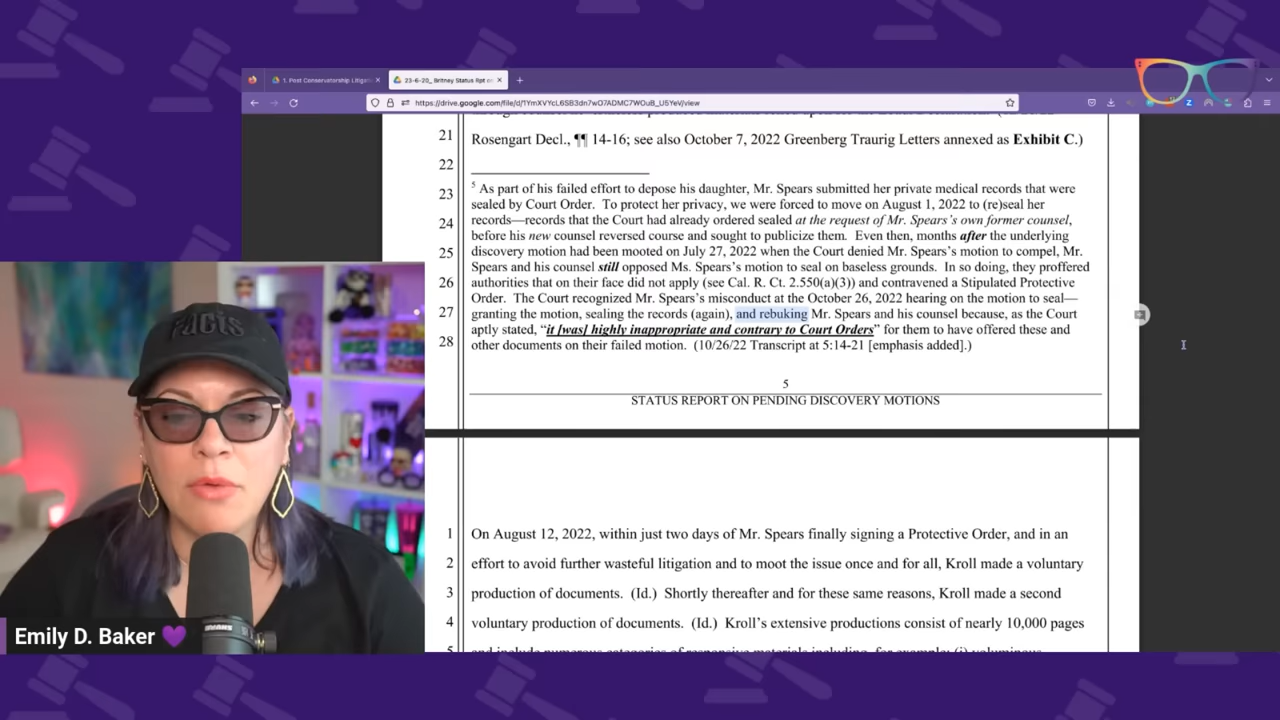 1. Post Conservatorship Litigati
23-6-20_ Britney Status Rpt on
https://drive.google.com/file/d/1YmXVYcL6SB3dn7wO7ADMC7WOuB_U5YeV/view
21 Rosengart Decl., ¶¶ 14-16; see also October 7, 2022 Greenberg Traurig Letters annexed as Exhibit C.)
22
23 5 As part of his failed effort to depose his daughter, Mr. Spears submitted her private medical records that were
sealed by Court Order. To protect her privacy, we were forced to move on August 1, 2022 to (re)seal her
24 records—records that the Court had already ordered sealed at the request of Mr. Spears's own former counsel,
before his new counsel reversed course and sought to publicize them. Even then, months after the underlying
25 discovery motion had been mooted on July 27, 2022 when the Court denied Mr. Spears's motion to compel, Mr.
Spears and his counsel still opposed Ms. Spears's motion to seal on baseless grounds. In so doing, they proffered
26 authorities that on their face did not apply (see Cal. R. Ct. 2.550(a)(3)) and contravened a Stipulated Protective
Order. The Court recognized Mr. Spears's misconduct at the October 26, 2022 hearing on the motion to seal—
27 granting the motion, sealing the records (again), and rebuking Mr. Spears and his counsel because, as the Court
aptly stated, "it [was] highly inappropriate and contrary to Court Orders" for them to have offered these and
28 other documents on their failed motion. (10/26/22 Transcript at 5:14-21 [emphasis added].)
5
STATUS REPORT ON PENDING DISCOVERY MOTIONS
1 On August 12, 2022, within just two days of Mr. Spears finally signing a Protective Order, and in an
2 effort to avoid further wasteful litigation and to moot the issue once and for all, Kroll made a voluntary
3 production of documents. (Id.) Shortly thereafter and for these same reasons, Kroll made a second
4 voluntary production of documents. (Id.) Kroll's extensive productions consist of nearly 10,000 pages
facts
Emily D. Baker 💜